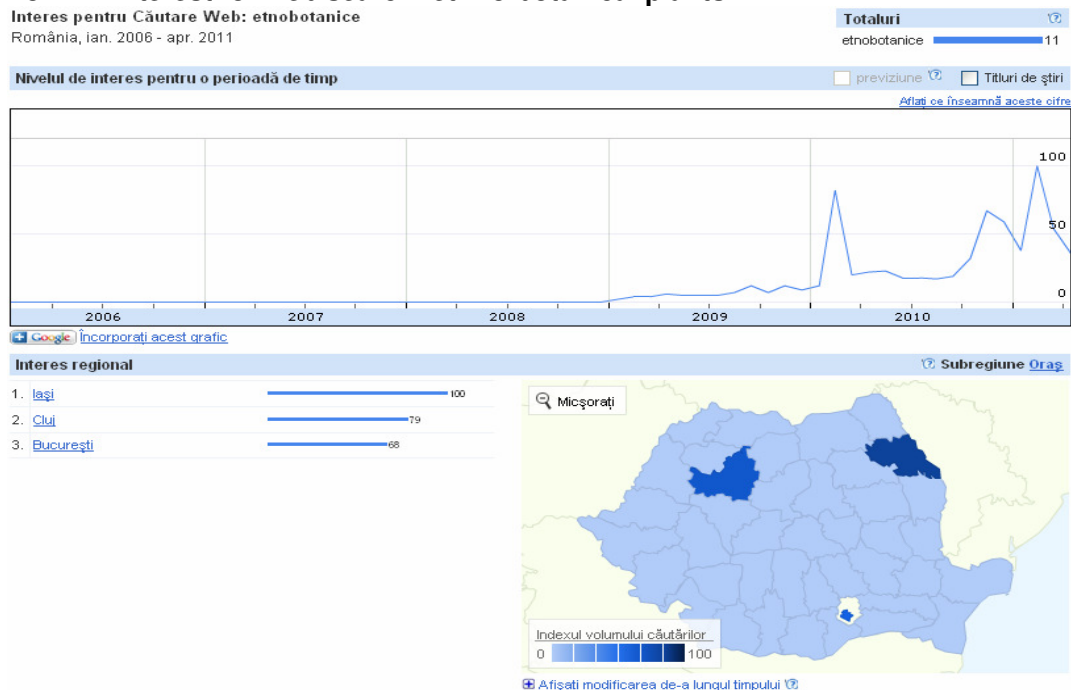 Interes pentru Căutare Web: etnobotanice
România, ian. 2006 - apr. 2011
Totaluri
etnobotanice 11
Nivelul de interes pentru o perioadă de timp
previziune Titluri de ştiri
Aflaţi ce înseamnă aceste cifre
100
50
0
2006 2007 2008 2009 2010
Google Încorporaţi acest grafic
Interes regional
Subregiune Oraş
1. Iaşi 100
2. Cluj 79
3. Bucureşti 68
Micşoraţi
Indexul volumului căutărilor
0 100
Afişaţi modificarea de-a lungul timpului